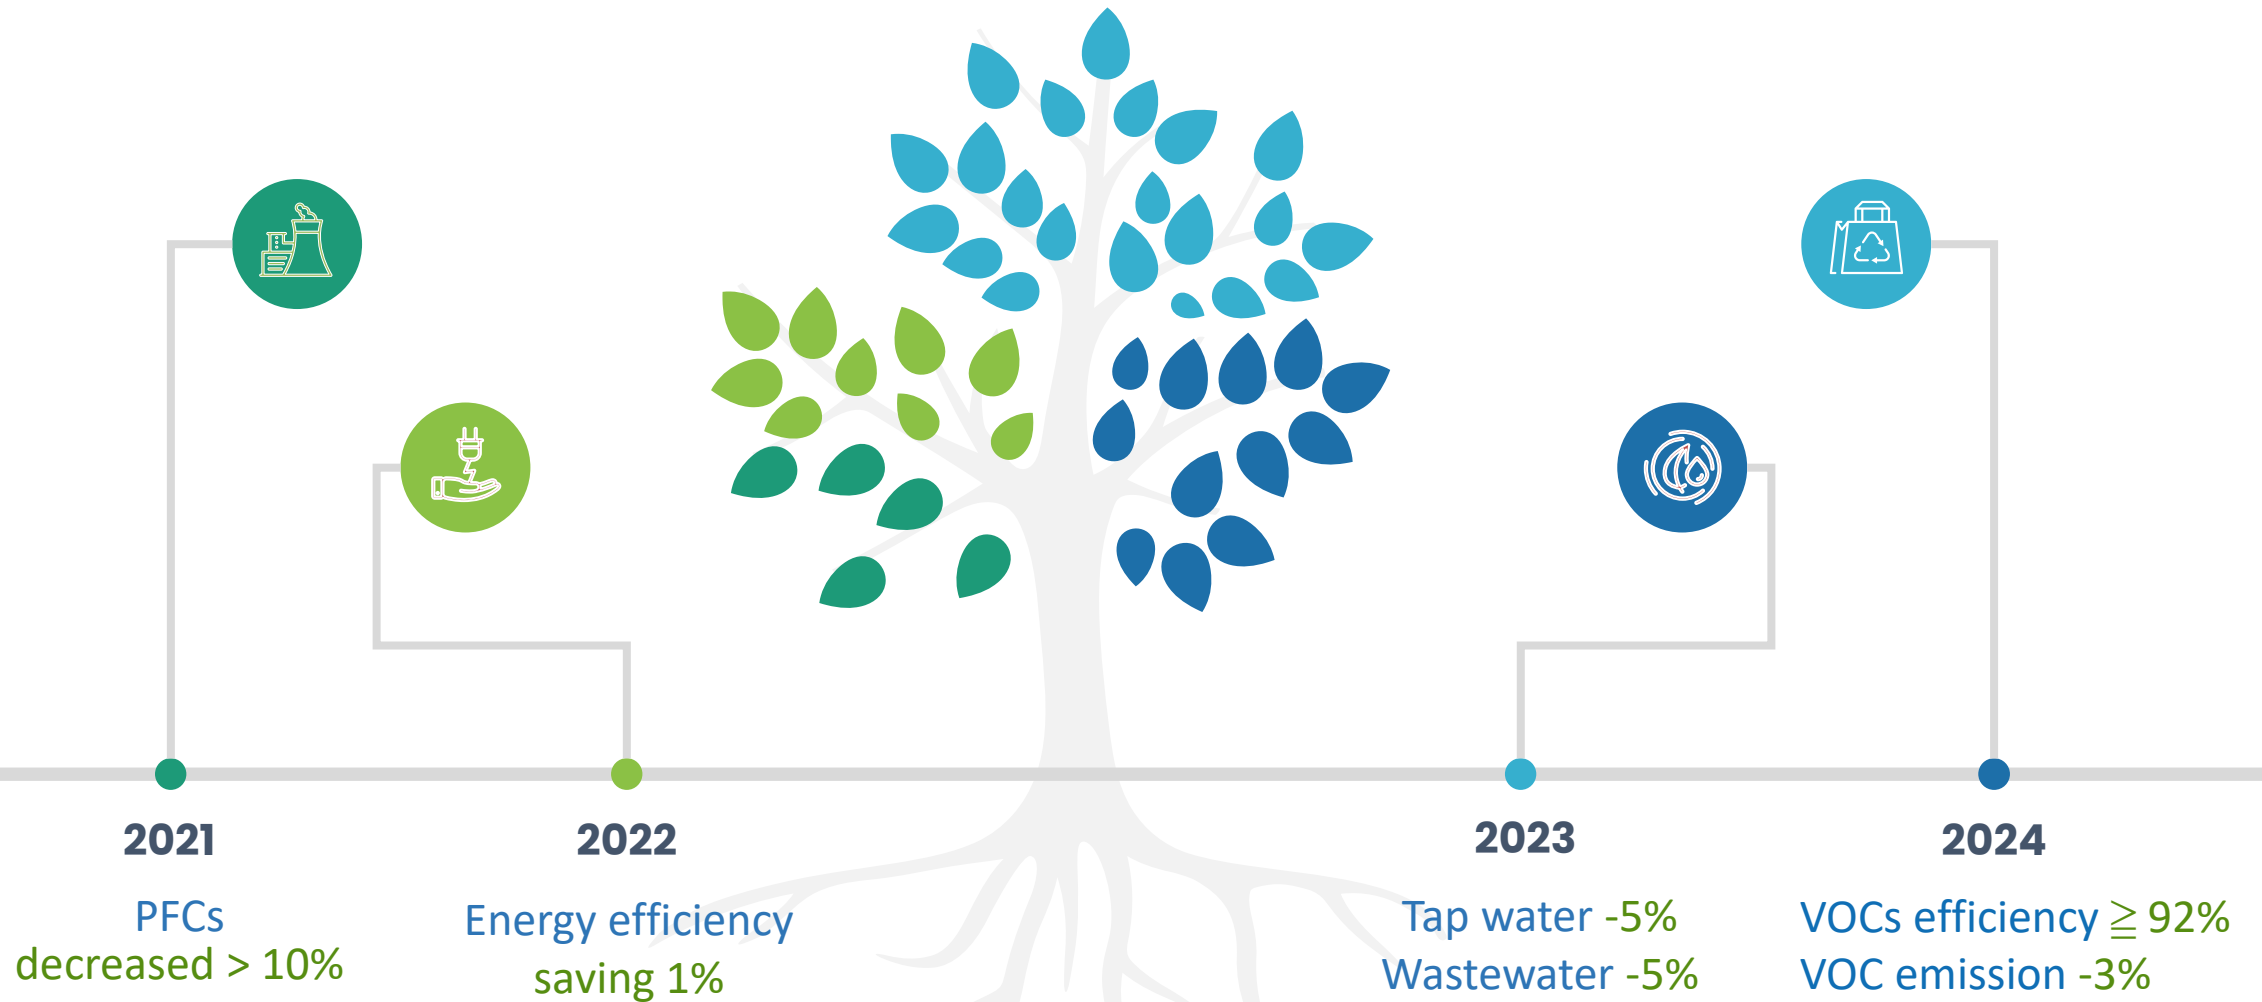 2021
PFCs
decreased > 10%
2022
Energy efficiency
saving 1%
2023
Tap water -5%
Wastewater -5%
2024
VOCs efficiency ≧ 92%
VOC emission -3%